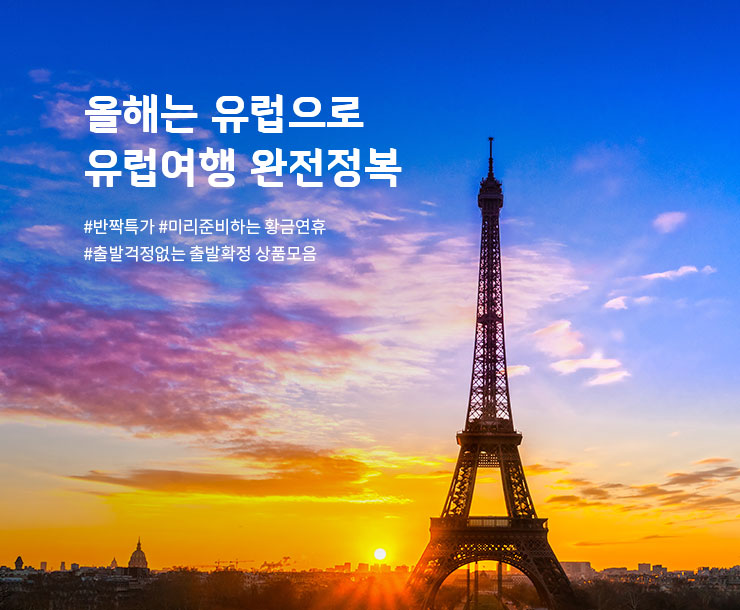 올해는 유럽으로
유럽여행 완전정복
#반짝특가 #미리준비하는 황금연휴
#출발걱정없는 출발확정 상품모음